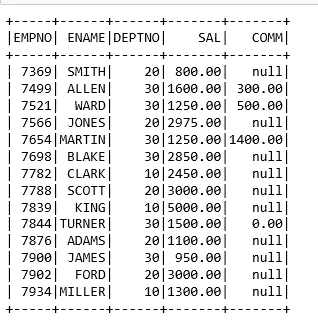 +-----+------+------+-------+-------+
|EMPNO| ENAME|DEPTNO|    SAL|   COMM|
+-----+------+------+-------+-------+
| 7369| SMITH|    20| 800.00|   null|
| 7499| ALLEN|    30|1600.00| 300.00|
| 7521|  WARD|    30|1250.00| 500.00|
| 7566| JONES|    20|2975.00|   null|
| 7654|MARTIN|    30|1250.00|1400.00|
| 7698| BLAKE|    30|2850.00|   null|
| 7782| CLARK|    10|2450.00|   null|
| 7788| SCOTT|    20|3000.00|   null|
| 7839|  KING|    10|5000.00|   null|
| 7844|TURNER|    30|1500.00|   0.00|
| 7876| ADAMS|    20|1100.00|   null|
| 7900| JAMES|    30| 950.00|   null|
| 7902|  FORD|    20|3000.00|   null|
| 7934|MILLER|    10|1300.00|   null|
+-----+------+------+-------+-------+